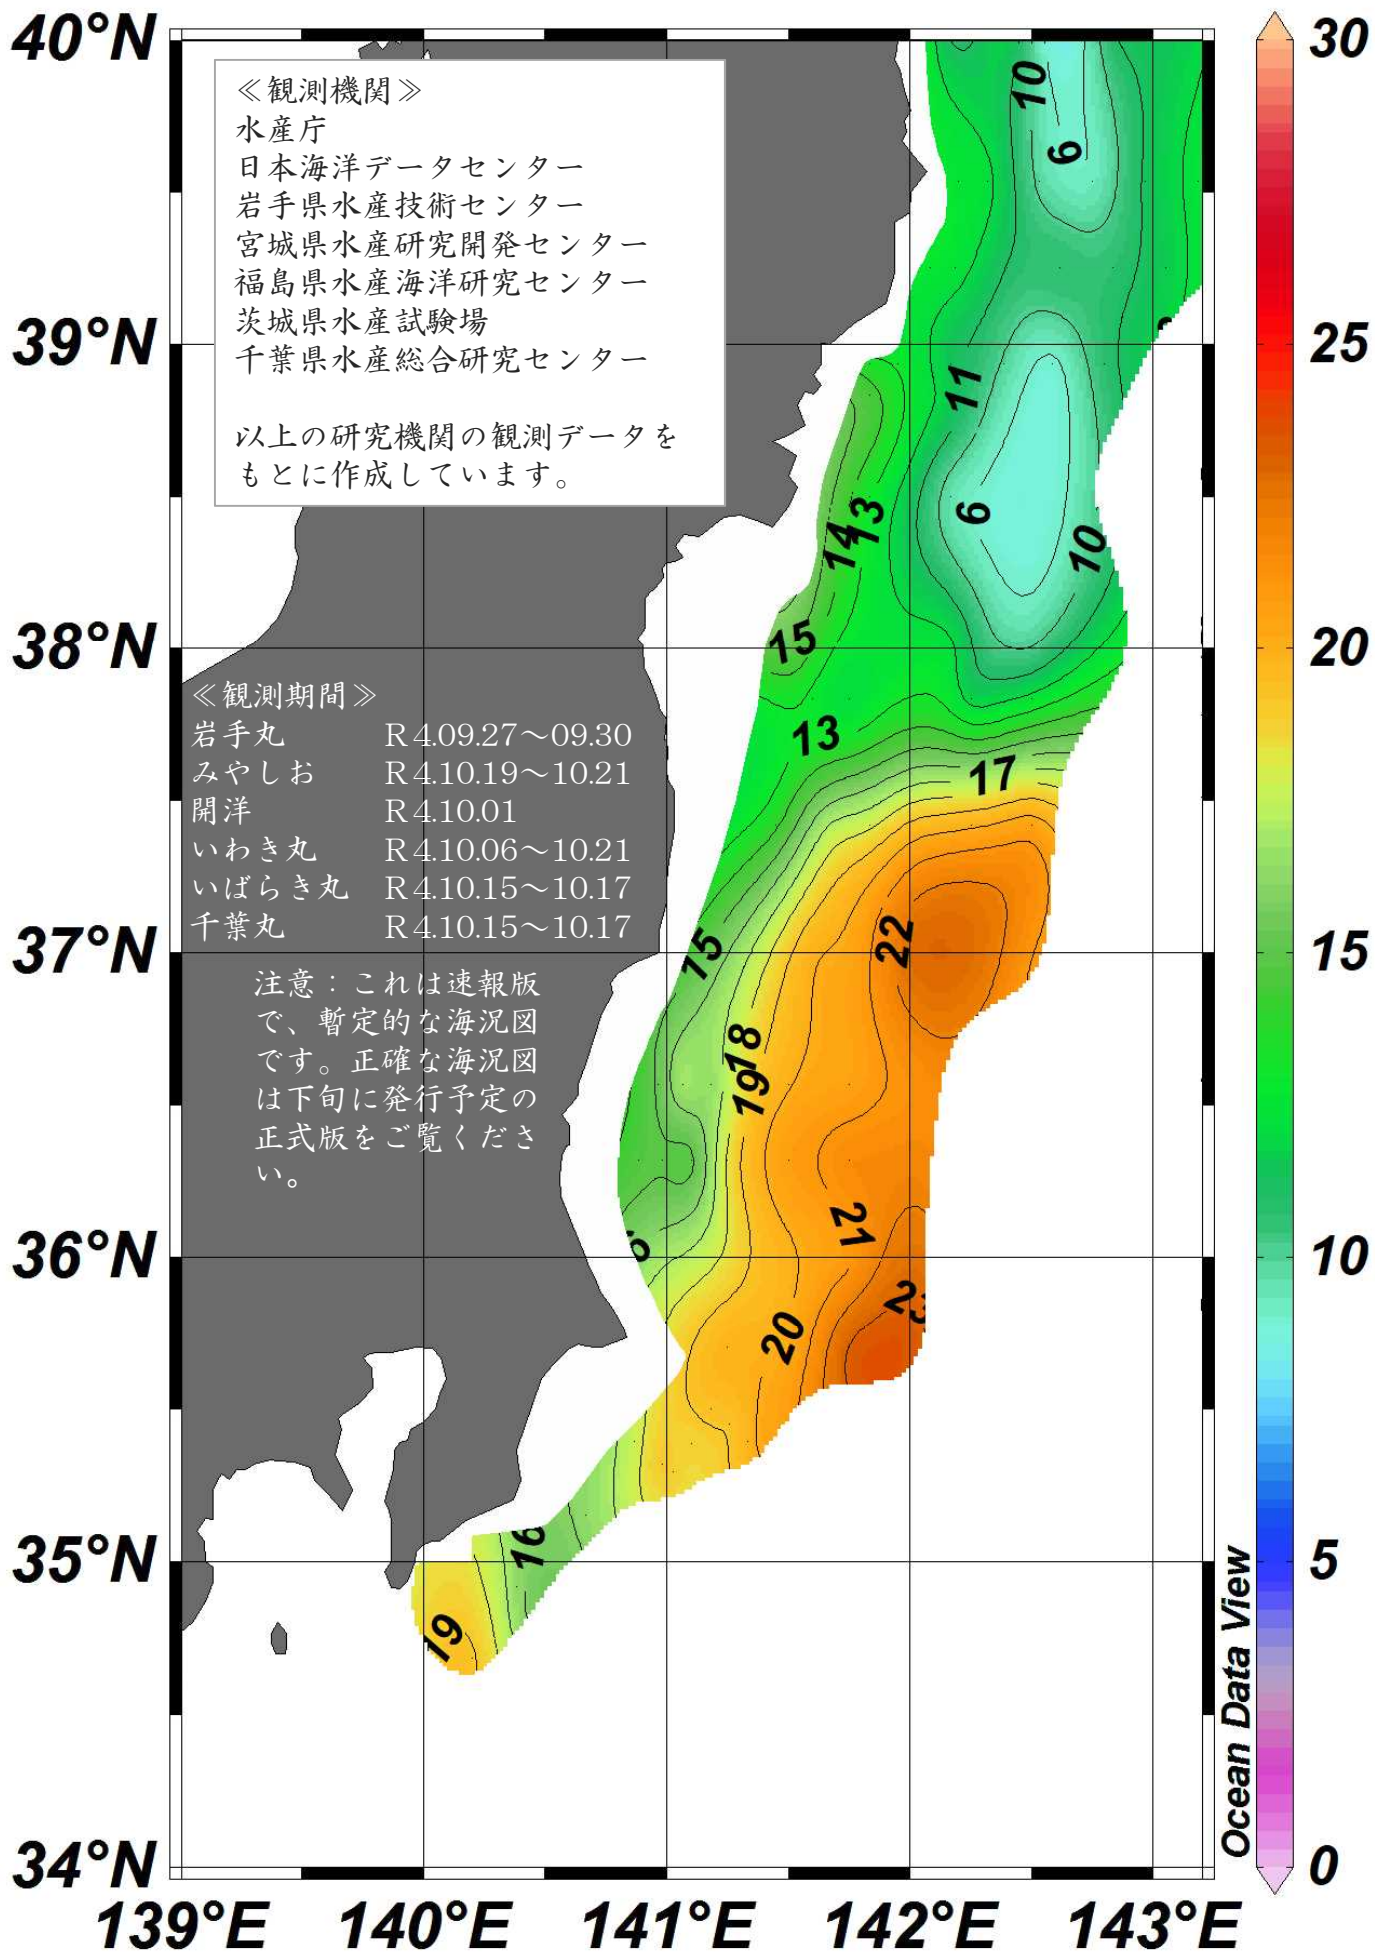 40°N
39°N
38°N
37°N
36°N
35°N
34°N
≪観測機関≫
水産庁
日本海洋データセンター
岩手県水産技術センター
宮城県水産研究開発センター
福島県水産海洋研究センター
茨城県水産試験場
千葉県水産総合研究センター
以上の研究機関の観測データを
もとに作成しています。
≪観測期間≫
岩手丸 R4.09.27～09.30
みやしお R4.10.19～10.21
開洋 R4.10.01
いわき丸 R4.10.06～10.21
いばらき丸 R4.10.15～10.17
千葉丸 R4.10.15～10.17
注意：これは速報版
で、暫定的な海況図
です。正確な海況図
は下旬に発行予定の
正式版をご覧くださ
い。
10
9
11
9
10
13
14
15
13
17
22
15
18
19
21
23
20
16
19
139°E 140°E 141°E 142°E 143°E
30
25
20
15
10
5
0
Ocean Data View